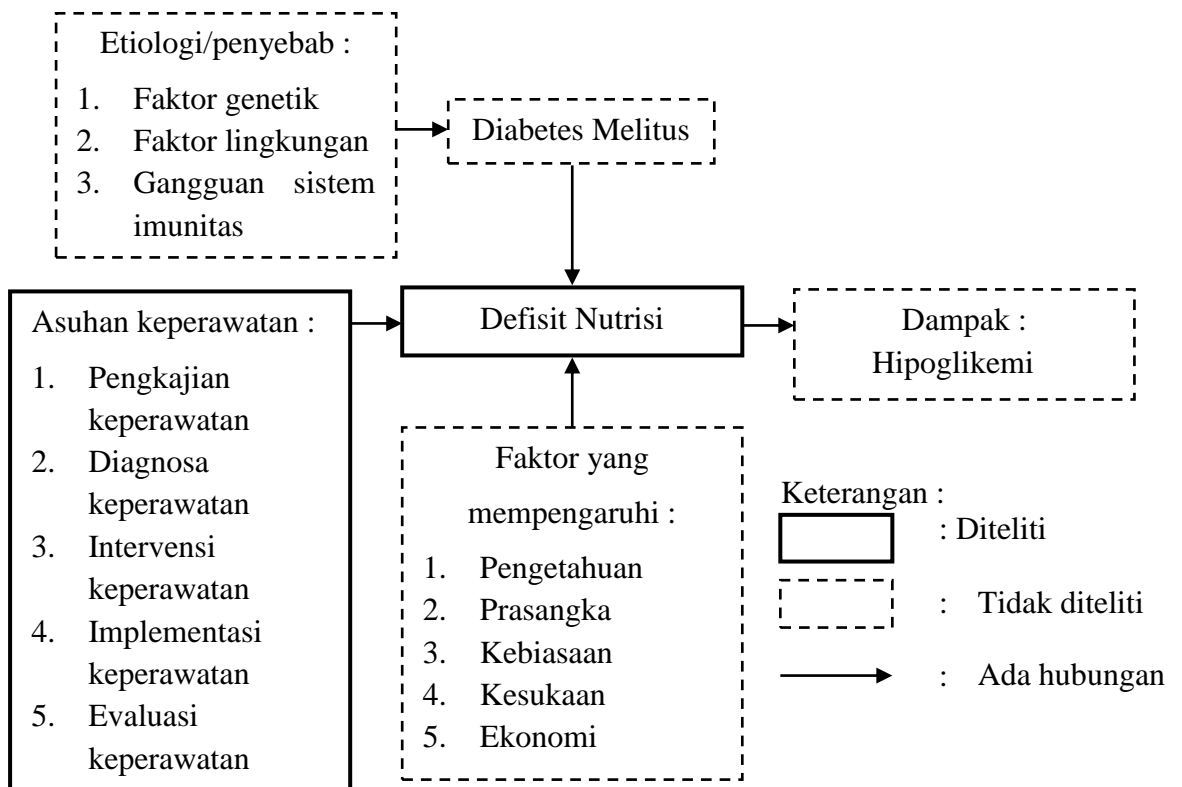 Etiologi/penyebab :
1. Faktor genetik
2. Faktor lingkungan
3. Gangguan sistem
imunitas
Diabetes Melitus
Asuhan keperawatan :
1. Pengkajian
keperawatan
2. Diagnosa
keperawatan
3. Intervensi
keperawatan
4. Implementasi
keperawatan
5. Evaluasi
keperawatan
Defisit Nutrisi
Dampak :
Hipoglikemi
Faktor yang
mempengaruhi :
1. Pengetahuan
2. Prasangka
3. Kebiasaan
4. Kesukaan
5. Ekonomi
Keterangan :
: Diteliti
: Tidak diteliti
: Ada hubungan